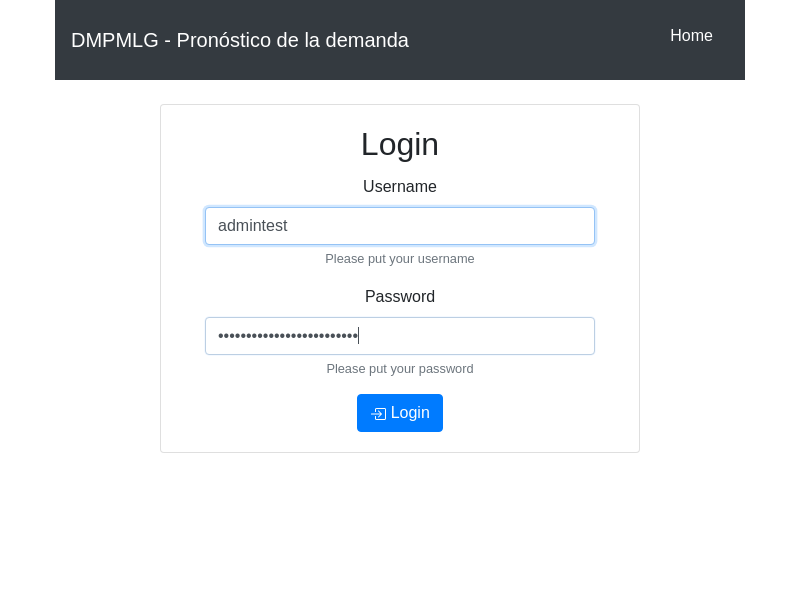 DMPMLG - Pronóstico de la demanda
Home
Login
Username
admintest
Please put your username
Password
•••••••••••••••••••••••••
Please put your password
Login